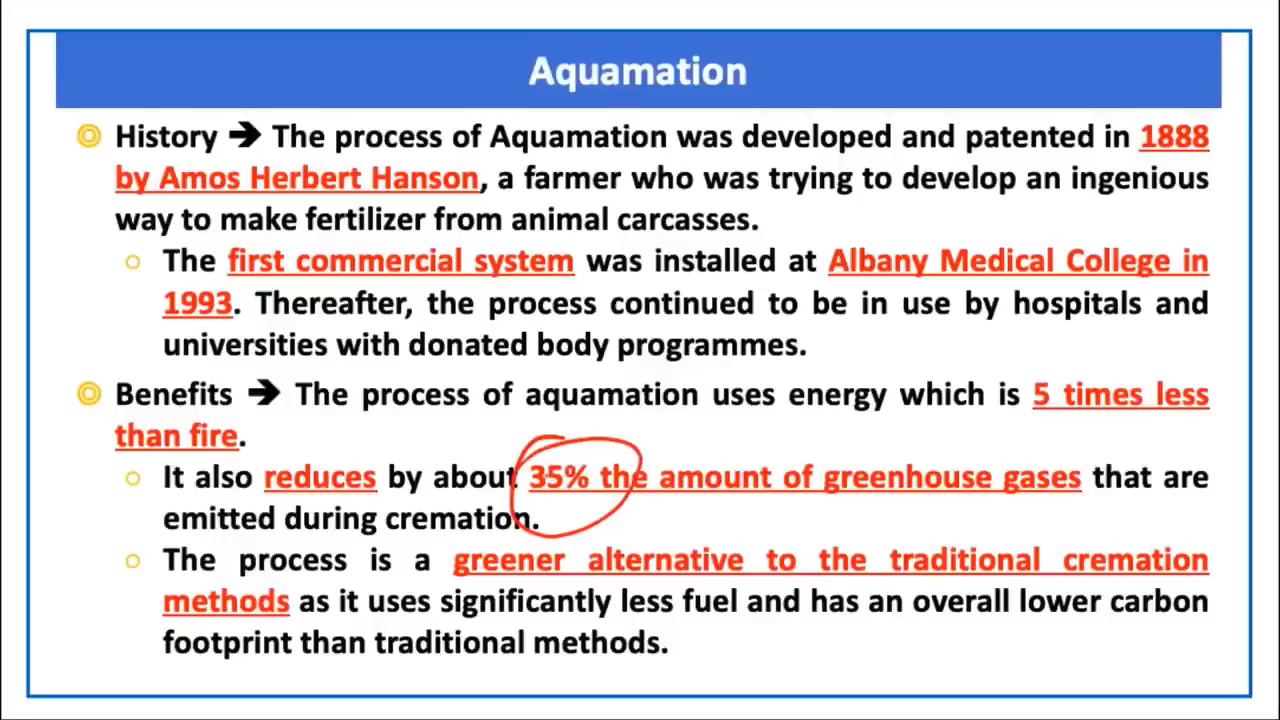 Aquamation
History ➔ The process of Aquamation was developed and patented in 1888
by Amos Herbert Hanson, a farmer who was trying to develop an ingenious
way to make fertilizer from animal carcasses.
The first commercial system was installed at Albany Medical College in
1993. Thereafter, the process continued to be in use by hospitals and
universities with donated body programmes.
Benefits ➔ The process of aquamation uses energy which is 5 times less
than fire.
It also reduces by about 35% the amount of greenhouse gases that are
emitted during cremation.
The process is a greener alternative to the traditional cremation
methods as it uses significantly less fuel and has an overall lower carbon
footprint than traditional methods.